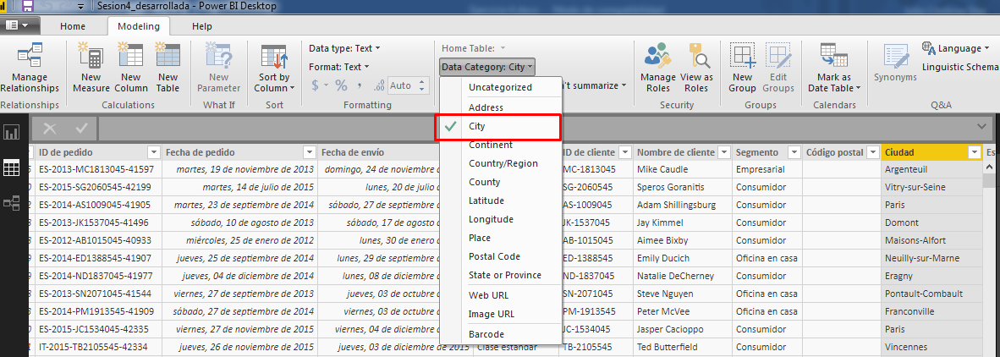 Sesion4_desarrollada - Power BI Desktop
Home Modeling Help
Manage Relationships
New Measure
New Column
New Table
New Parameter
Sort by Column
Data type: Text
Format: Text
$ % , .00 Auto
Home Table:
Data Category: City
't summarize
Manage Roles
View as Roles
New Group
Edit Groups
Mark as Date Table
Synonyms
Language
Linguistic Schema
Relationships Calculations What If Sort Formatting Security Groups Q&A
Uncategorized
Address
City
Continent
Country/Region
County
Latitude
Longitude
Place
Postal Code
State or Province
Web URL
Image URL
Barcode
ID de pedido Fecha de pedido Fecha de envío ID de cliente Nombre de cliente Segmento Código postal Ciudad Es
ES-2013-MC1813045-41597 martes, 19 de noviembre de 2013 domingo, 24 de noviembre d MC-1813045 Mike Caudle Empresarial Argenteuil
ES-2015-SG2060545-42199 martes, 14 de julio de 2015 lunes, 20 de julio d SG-2060545 Speros Goranitis Consumidor Vitry-sur-Seine
ES-2014-AS1009045-41905 martes, 23 de septiembre de 2014 sábado, 27 de septiembre d AS-1009045 Adam Shillingsburg Consumidor Paris
ES-2013-JK1537045-41496 sábado, 10 de agosto de 2013 sábado, 17 de agosto d JK-1537045 Jay Kimmel Consumidor Domont
ES-2012-AB1015045-40933 miércoles, 25 de enero de 2012 lunes, 30 de enero d AB-1015045 Aimee Bixby Consumidor Maisons-Alfort
ES-2014-ED1388545-41907 jueves, 25 de septiembre de 2014 lunes, 29 de septiembre d ED-1388545 Emily Ducich Oficina en casa Neuilly-sur-Marne
ES-2014-ND1837045-41977 jueves, 04 de diciembre de 2014 lunes, 08 de diciembre d ND-1837045 Natalie DeCherney Oficina en casa Eragny
ES-2013-SN2071045-41544 viernes, 27 de septiembre de 2013 jueves, 03 de octubre d SN-2071045 Steve Nguyen Oficina en casa Pontault-Combault
ES-2014-PM1913545-41909 sábado, 27 de septiembre de 2014 viernes, 03 de octubre d PM-1913545 Peter McVee Oficina en casa Franconville
ES-2015-JC1534045-42335 viernes, 27 de noviembre de 2015 viernes, 04 de diciembre d JC-1534045 Jasper Cacioppo Consumidor Paris
IT-2015-TB2105545-42334 jueves, 26 de noviembre de 2015 jueves, 03 de diciembre de 2015 Clase estándar TB-2105545 Ted Butterfield Consumidor Vincennes